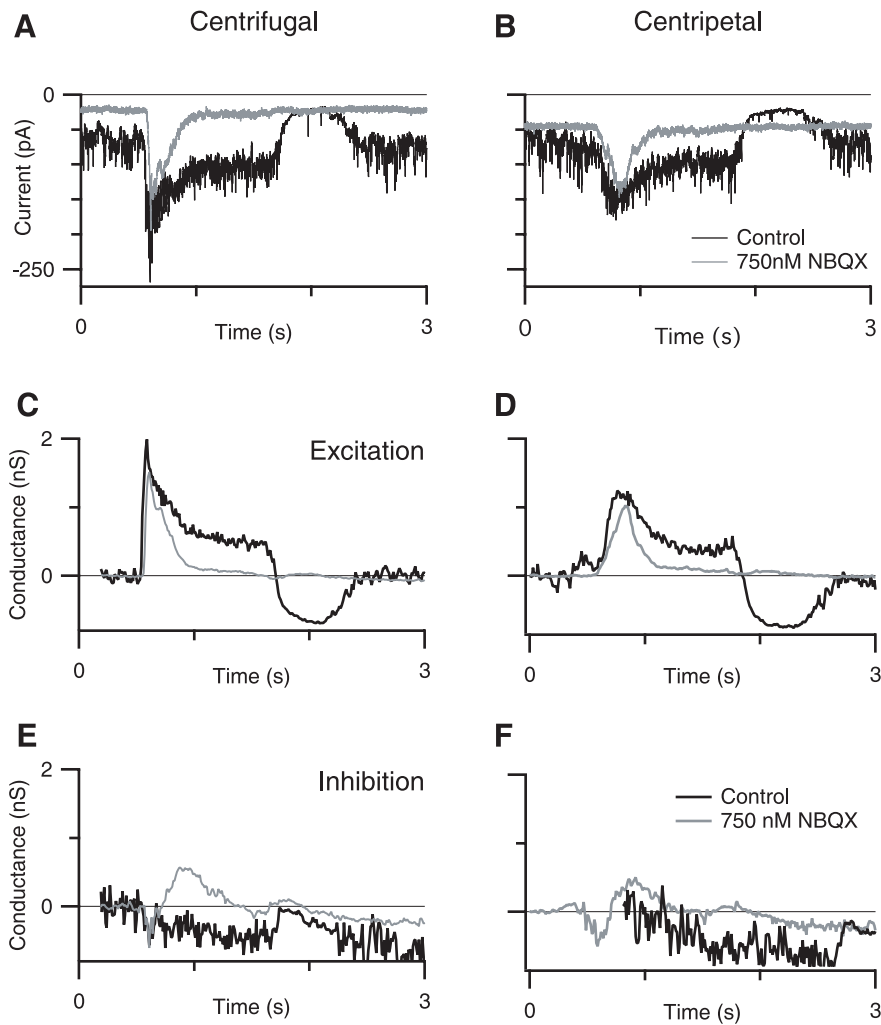 A
Centrifugal
B
Centripetal
0
Current (pA)
-250
Control
750nM NBQX
0
Time (s)
3
0
Time (s)
3
C
D
2
Conductance (nS)
0
Excitation
0
Time (s)
3
0
Time (s)
3
E
F
2
Conductance (nS)
0
Inhibition
Control
750 nM NBQX
0
Time (s)
3
0
Time (s)
3